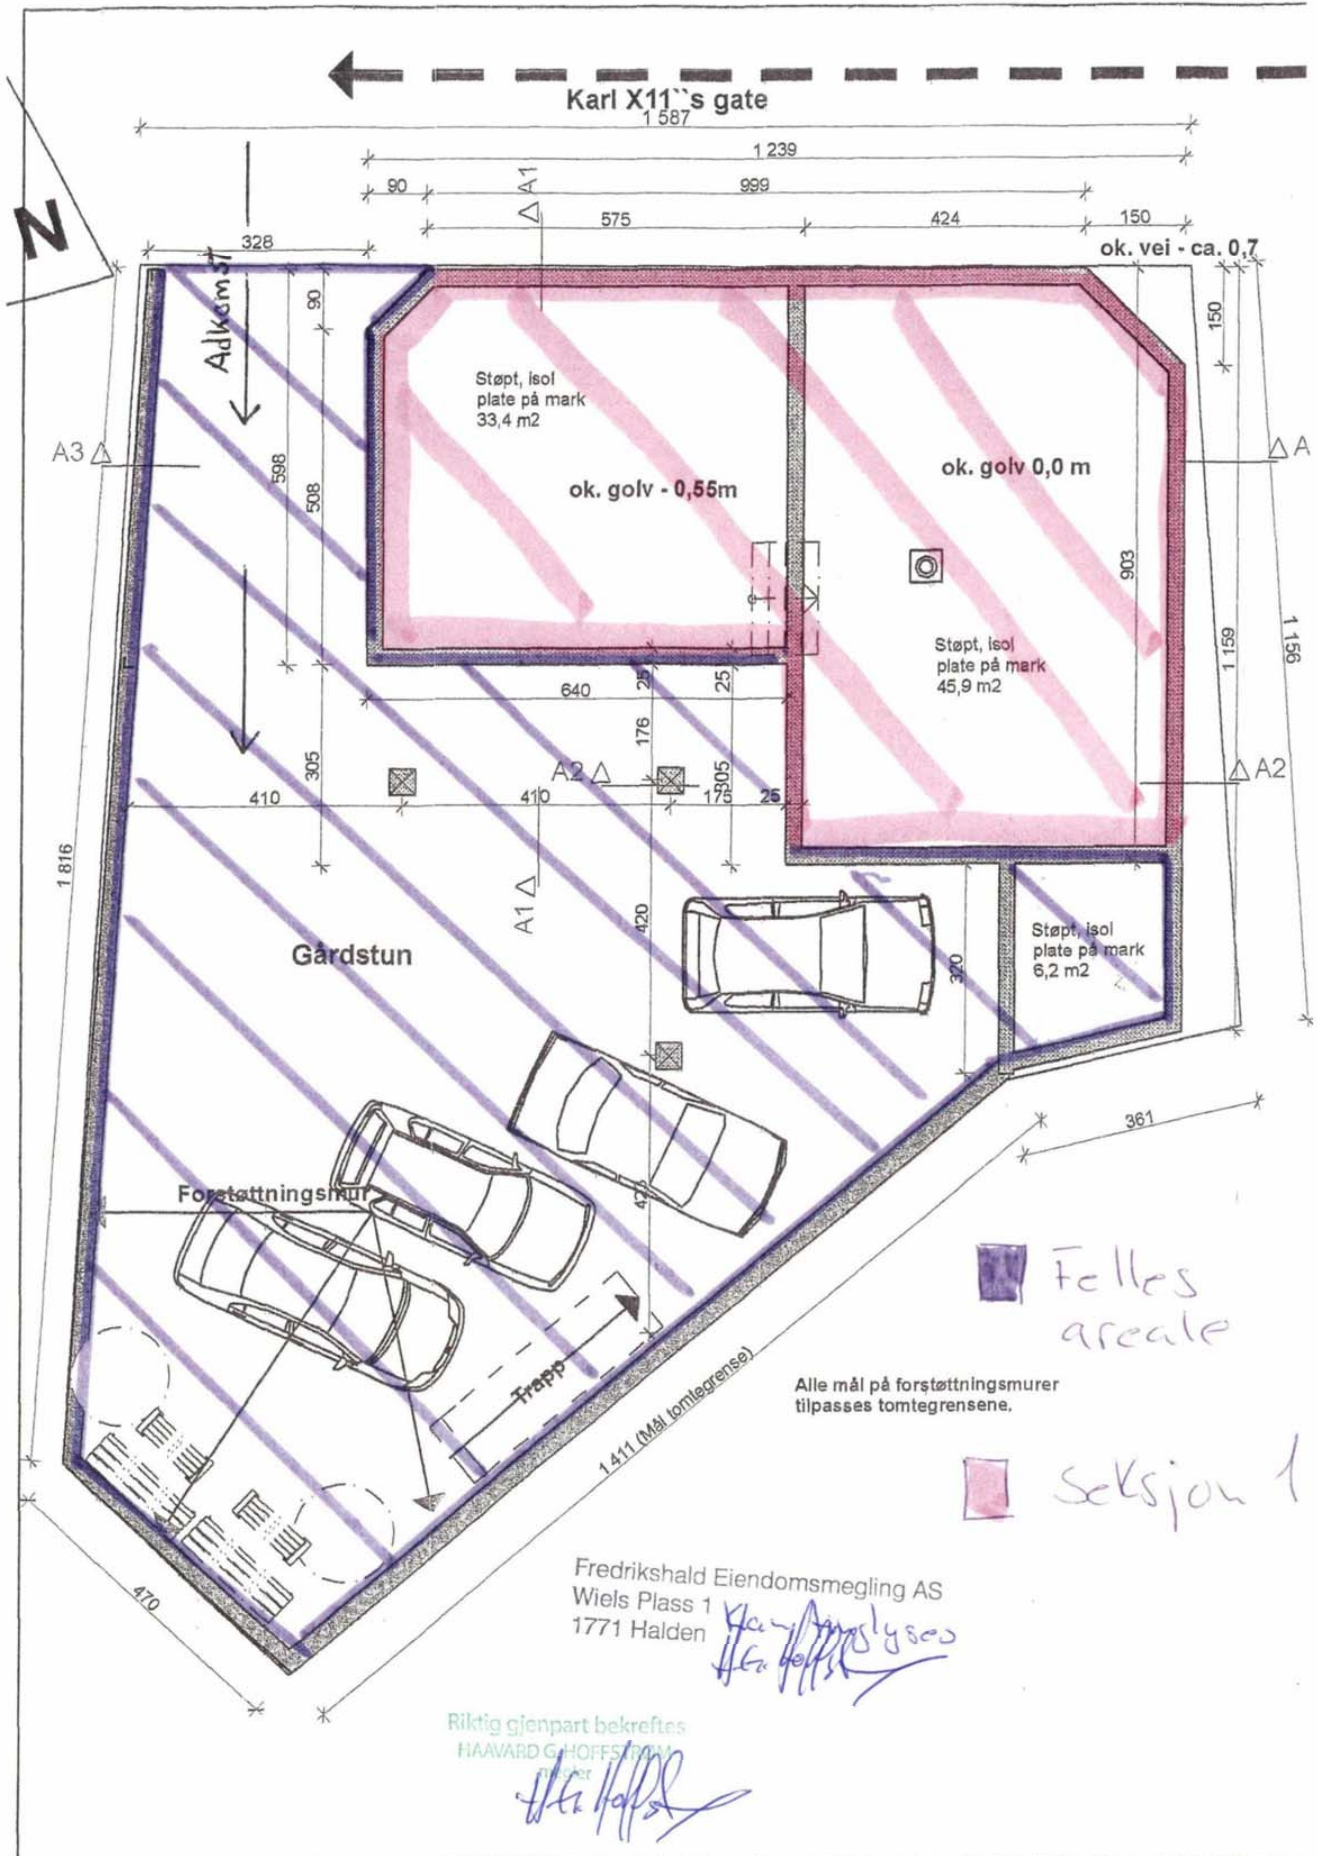 Karl X11``s gate
1 587
1 239
90
999
A1
575
424
150
328
ok. vei - ca. 0,7
N
Adkomst
90
150
Støpt, isol
plate på mark
33,4 m2
A3
A
598
508
ok. golv - 0,55m
ok. golv 0,0 m
903
1 159
1 156
Støpt, isol
plate på mark
45,9 m2
640
25
25
176
305
305
A2
A2
410
410
175
25
1 816
A1
420
320
Gårdstun
Støpt, isol
plate på mark
6,2 m2
361
Forstøttningsmur
425
Felles
areale
Trapp
1 411 (Mål tomtegrense)
Alle mål på forstøttningsmurer
tilpasses tomtegrensene.
Seksjon 1
470
Fredrikshald Eiendomsmegling AS
Wiels Plass 1
1771 Halden
Riktig gjenpart bekreftes
HAAVARD G.HOFFSTRØM
megler